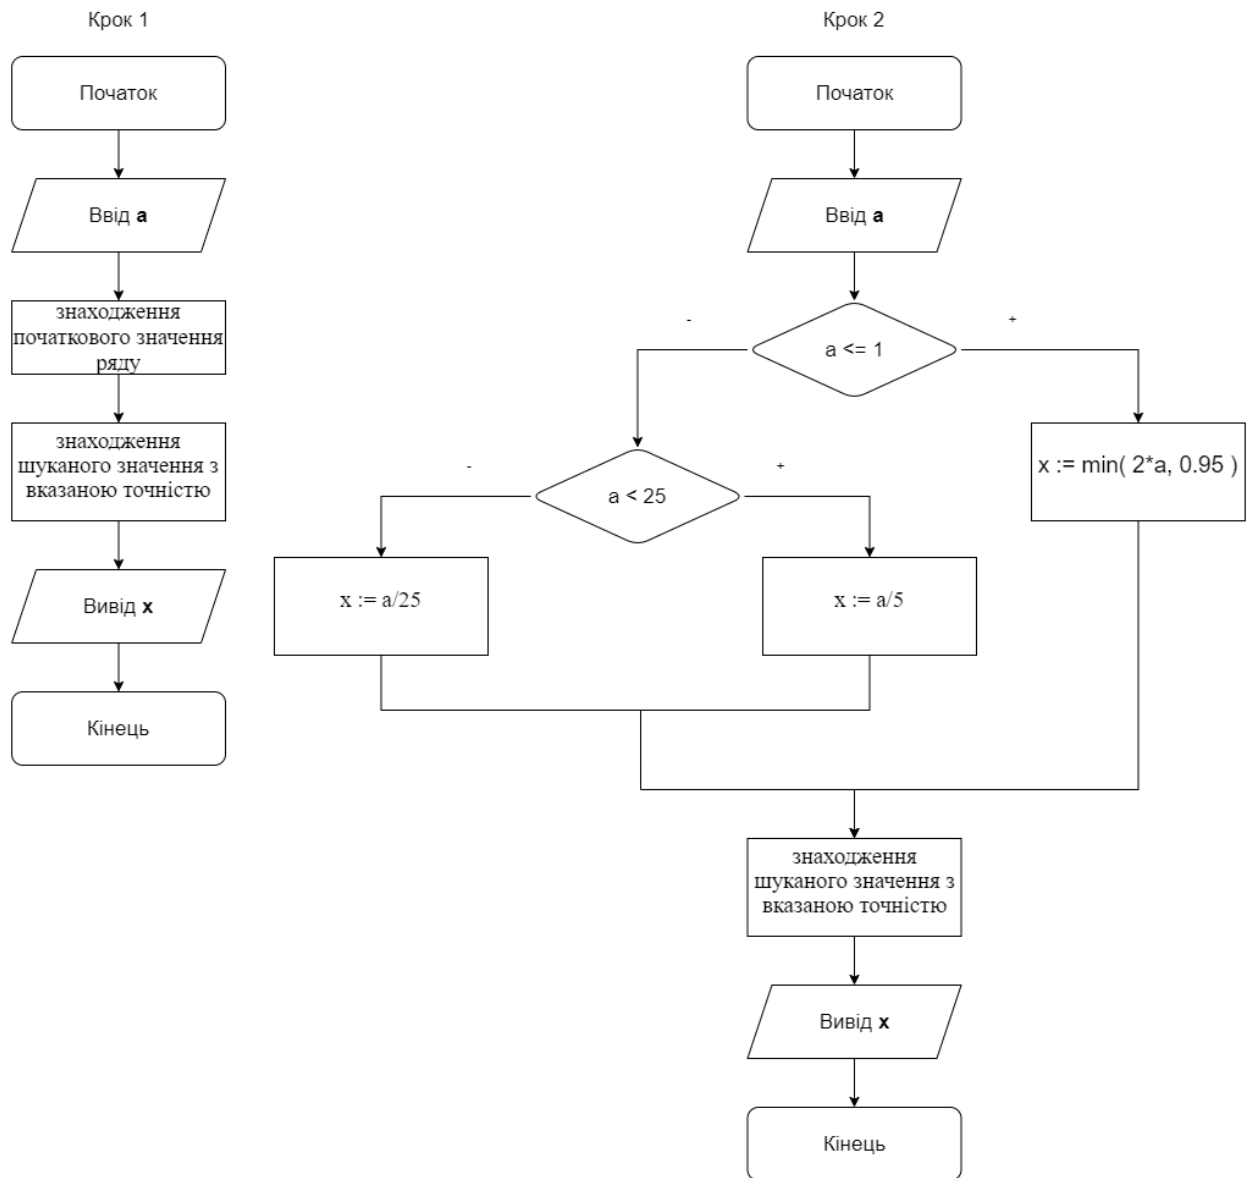 Крок 1
Початок
Ввід a
знаходження
початкового значення
ряду
знаходження
шуканого значення з
вказаною точністю
Вивід x
Кінець
Крок 2
Початок
Ввід a
-
+
a <= 1
-
+
a < 25
x := min( 2*a, 0.95 )
x := a/25
x := a/5
знаходження
шуканого значення з
вказаною точністю
Вивід x
Кінець